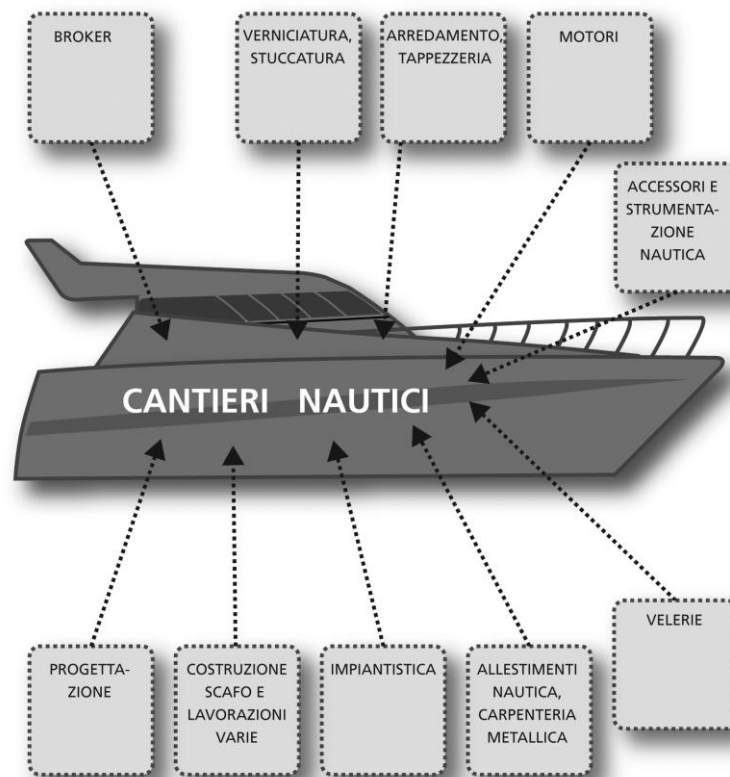 BROKER
VERNICIATURA,
STUCCATURA
ARREDAMENTO,
TAPPEZZERIA
MOTORI
ACCESSORI E
STRUMENTA-
ZIONE
NAUTICA
CANTIERI NAUTICI
PROGETTA-
ZIONE
COSTRUZIONE
SCAFO E
LAVORAZIONI
VARIE
IMPIANTISTICA
ALLESTIMENTI
NAUTICA,
CARPENTERIA
METALLICA
VELERIE